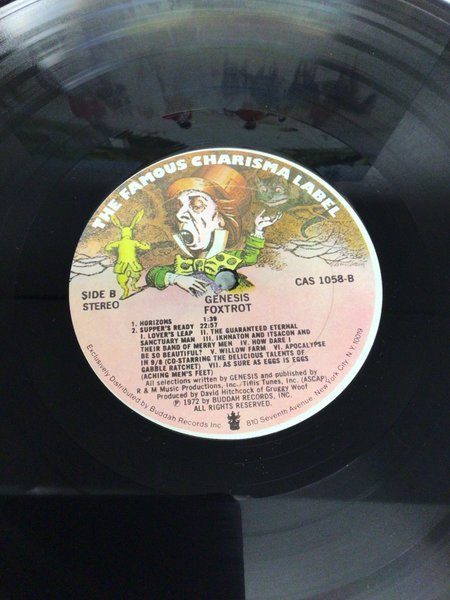 THE FAMOUS CHARISMA LABEL
SIDE B
STEREO
CAS 1058-B
GENESIS
FOXTROT
1. HORIZONS 1:39
2. SUPPER'S READY 22:57
I. LOVER'S LEAP II. THE GUARANTEED ETERNAL
SANCTUARY MAN III. IKHNATON AND ITSACON AND
THEIR BAND OF MERRY MEN IV. HOW DARE I
BE SO BEAUTIFUL? V. WILLOW FARM VI. APOCALYPSE
IN 9/8 (CO-STARRING THE DELICIOUS TALENTS OF
GABBLE RATCHET) VII. AS SURE AS EGGS IS EGGS
(ACHING MEN'S FEET)
All selections written by GENESIS and published by
R & M Music Productions, Inc./Tifiis Tunes, Inc. (ASCAP)
Produced by David Hitchcock of Gruggy Woof
℗ 1972 by BUDDAH RECORDS, INC.
ALL RIGHTS RESERVED.
Exclusively Distributed by Buddah Records Inc. 810 Seventh Avenue, New York City, N.Y. 10019